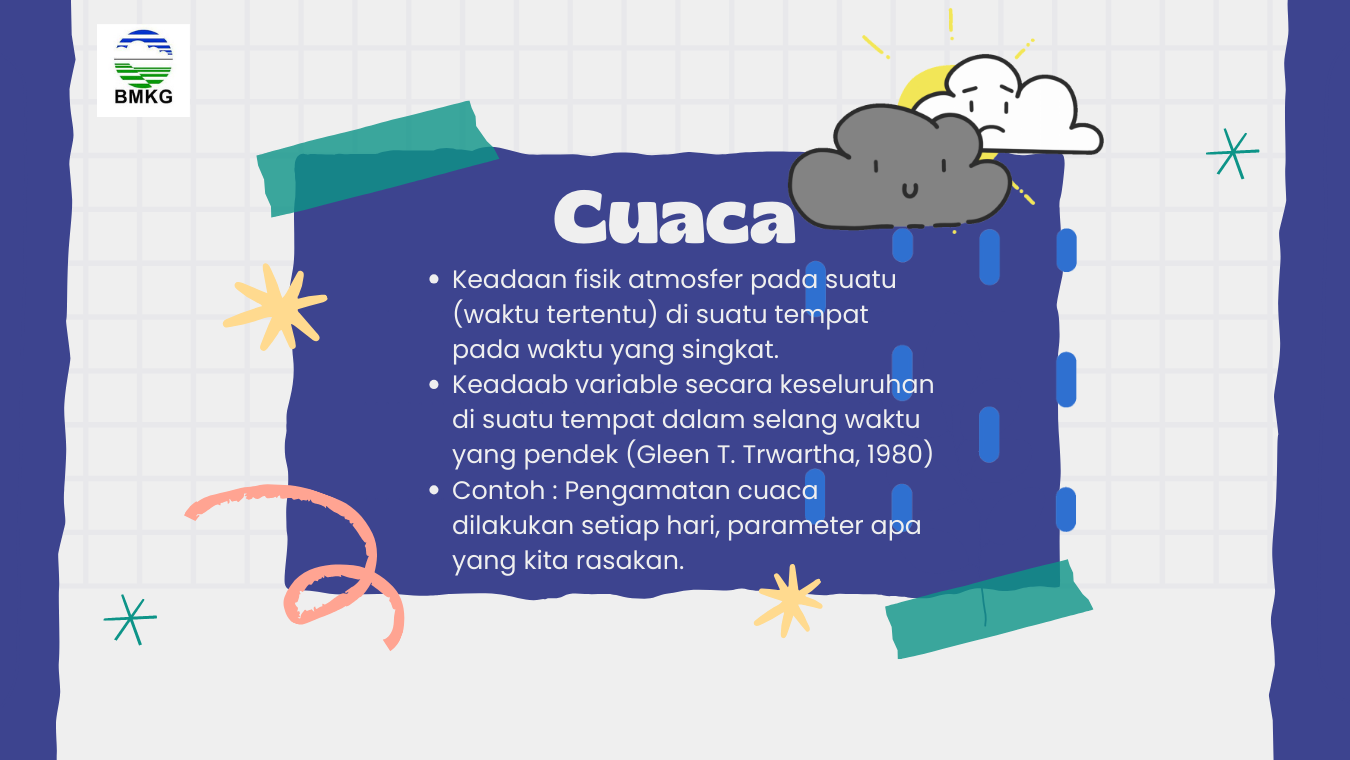 BMKG
Cuaca
• Keadaan fisik atmosfer pada suatu
(waktu tertentu) di suatu tempat
pada waktu yang singkat.
• Keadaab variable secara keseluruhan
di suatu tempat dalam selang waktu
yang pendek (Gleen T. Trwartha, 1980)
• Contoh : Pengamatan cuaca
dilakukan setiap hari, parameter apa
yang kita rasakan.